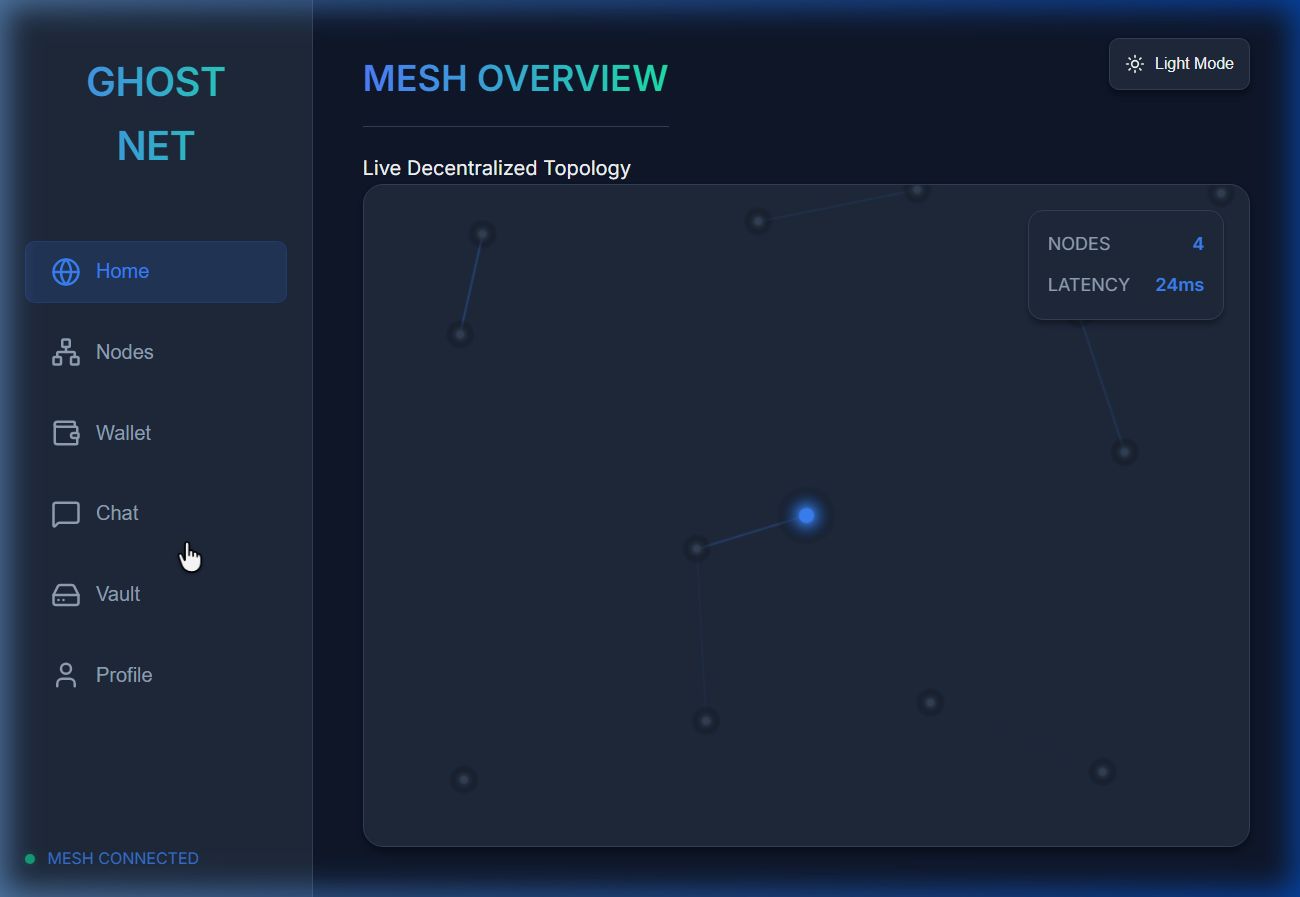 GHOST
NET
Home
Nodes
Wallet
Chat
Vault
Profile
MESH CONNECTED
MESH OVERVIEW
Light Mode
Live Decentralized Topology
NODES 4
LATENCY 24ms